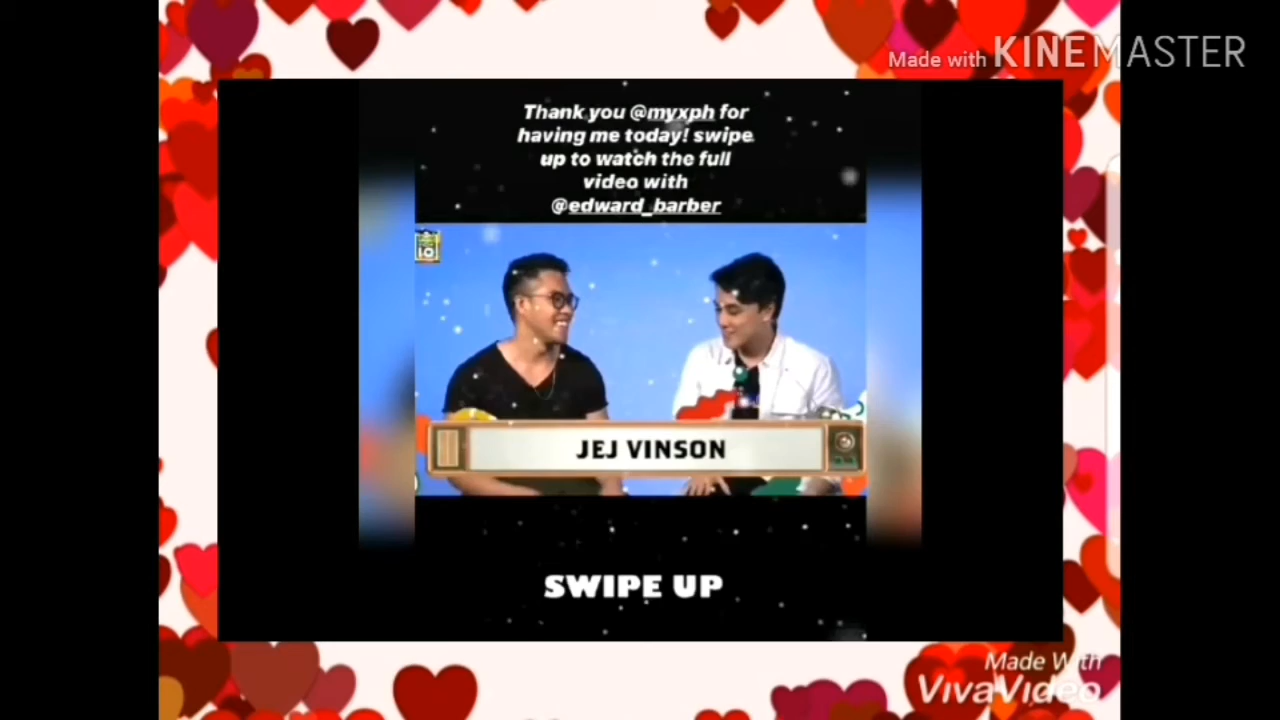 Made with KINEMASTER
Thank you @myxph for
having me today! swipe
up to watch the full
video with
@edward_barber
10
JEJ VINSON
SWIPE UP
Made With
VivaVideo